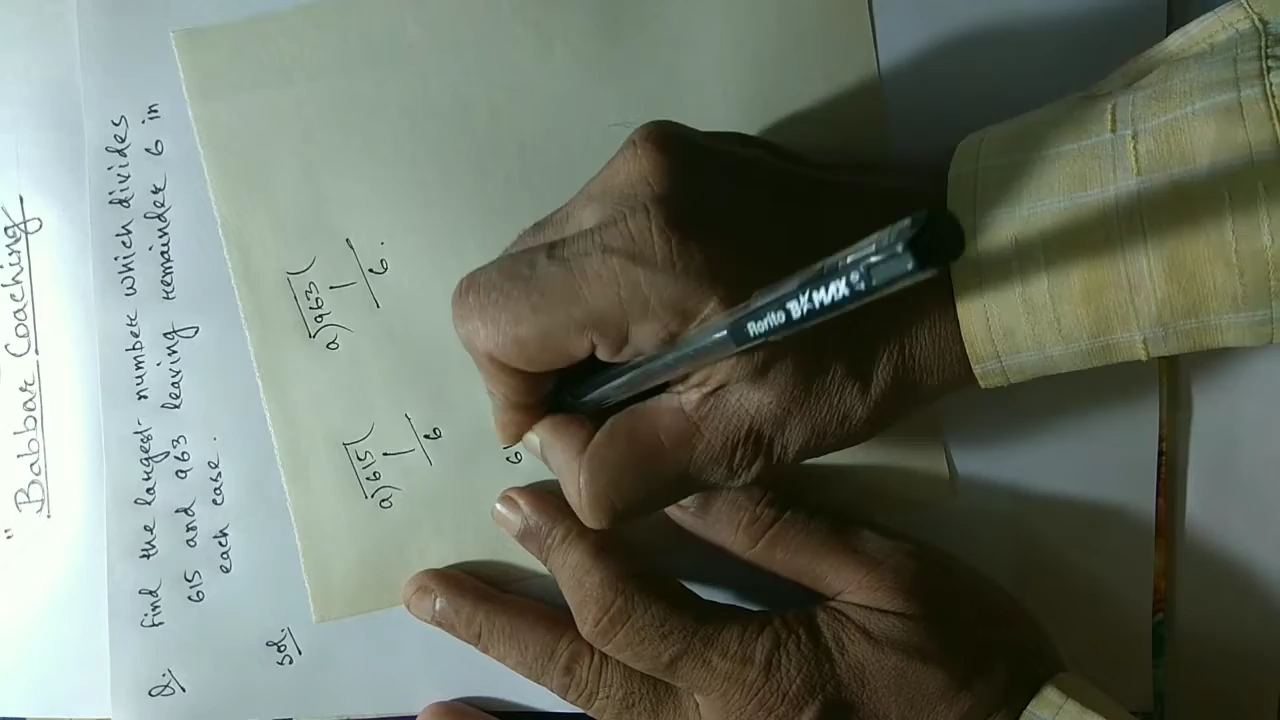 " Babbar Coaching
Q. Find the largest number which divides
615 and 963 leaving remainder 6 in
each case.
Sol.
a)615(
6
a)963(
6.
6
Rorito
MAX